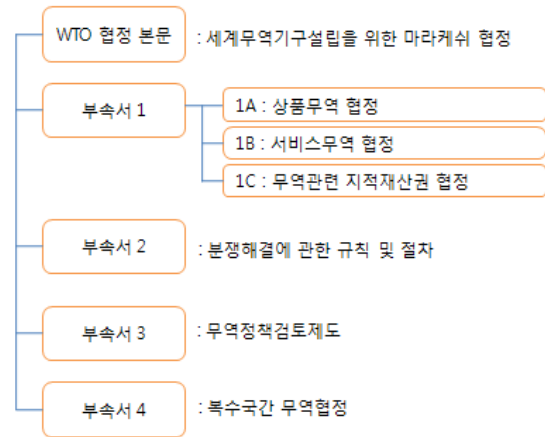 WTO 협정 본문 : 세계무역기구설립을 위한 마라케쉬 협정
부속서 1
1A : 상품무역 협정
1B : 서비스무역 협정
1C : 무역관련 지적재산권 협정
부속서 2 : 분쟁해결에 관한 규칙 및 절차
부속서 3 : 무역정책검토제도
부속서 4 : 복수국간 무역협정